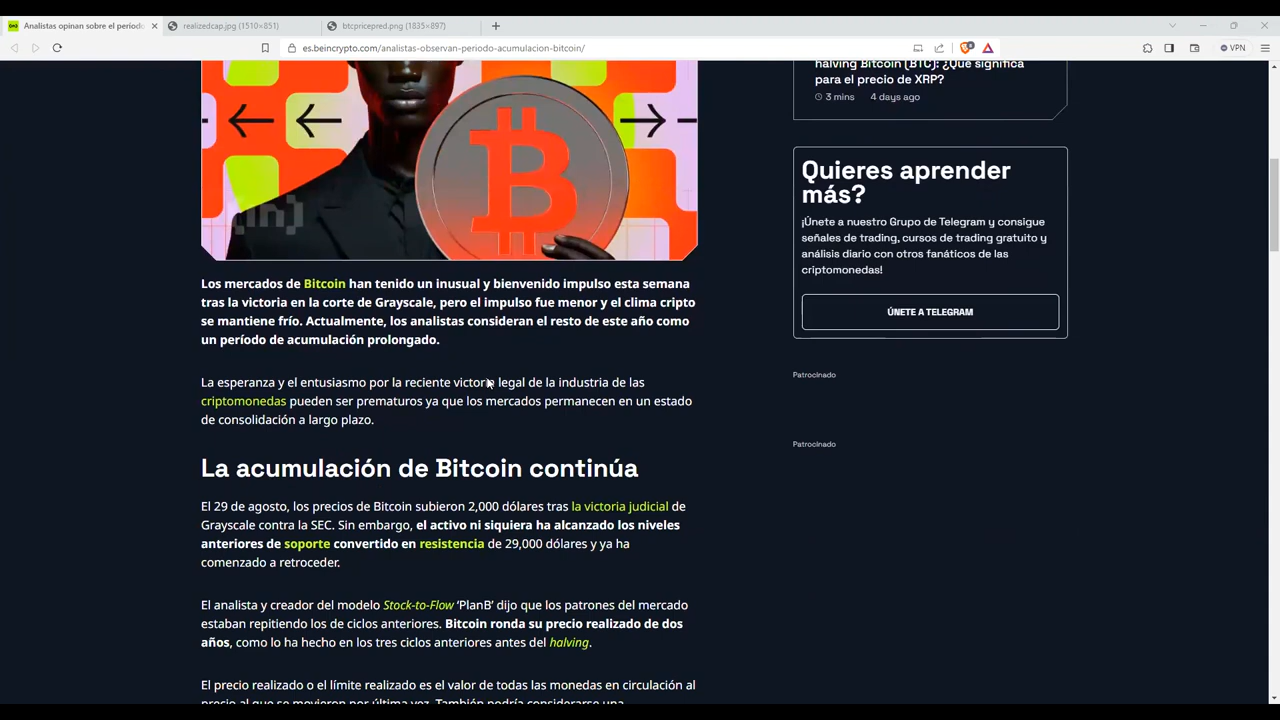 Analistas opinan sobre el período
realizedcap.jpg (1510×851)
btcpricepred.png (1835×897)
es.beincrypto.com/analistas-observan-periodo-acumulacion-bitcoin/
VPN
halving Bitcoin (BTC): ¿Qué significa
para el precio de XRP?
3 mins 4 days ago
Quieres aprender
más?
¡Únete a nuestro Grupo de Telegram y consigue
señales de trading, cursos de trading gratuito y
análisis diario con otros fanáticos de las
criptomonedas!
ÚNETE A TELEGRAM
Patrocinado
Patrocinado
Los mercados de Bitcoin han tenido un inusual y bienvenido impulso esta semana
tras la victoria en la corte de Grayscale, pero el impulso fue menor y el clima cripto
se mantiene frío. Actualmente, los analistas consideran el resto de este año como
un período de acumulación prolongado.
La esperanza y el entusiasmo por la reciente victoria legal de la industria de las
criptomonedas pueden ser prematuros ya que los mercados permanecen en un estado
de consolidación a largo plazo.
La acumulación de Bitcoin continúa
El 29 de agosto, los precios de Bitcoin subieron 2,000 dólares tras la victoria judicial de
Grayscale contra la SEC. Sin embargo, el activo ni siquiera ha alcanzado los niveles
anteriores de soporte convertido en resistencia de 29,000 dólares y ya ha
comenzado a retroceder.
El analista y creador del modelo Stock-to-Flow ‘PlanB’ dijo que los patrones del mercado
estaban repitiendo los de ciclos anteriores. Bitcoin ronda su precio realizado de dos
años, como lo ha hecho en los tres ciclos anteriores antes del halving.
El precio realizado o el límite realizado es el valor de todas las monedas en circulación al
precio al que se movieron por última vez. También podría considerarse una